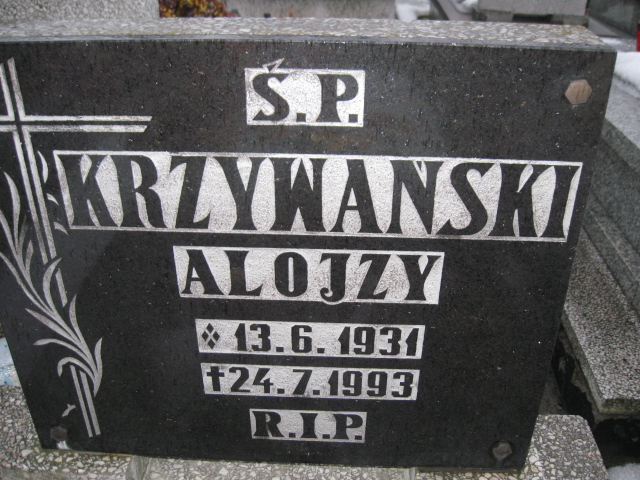 Ś.P.
KRZYWAŃSKI
ALOJZY
13.6.1931
†24.7.1993
R.I.P.